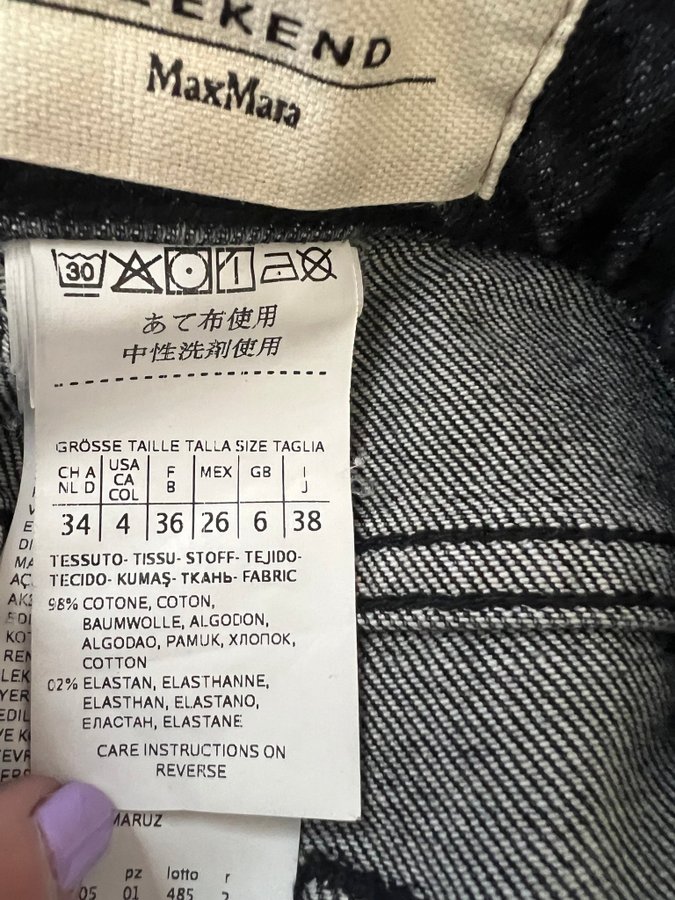 EKEND
MaxMara
30
あて布使用
中性洗剤使用
GRÖSSE TAILLE TALLA SIZE TAGLIA
CH A NL D USA CA COL F B MEX GB I J
34 4 36 26 6 38
TESSUTO- TISSU- STOFF- TEJIDO-
TECIDO- KUMAŞ- ТКАНЬ- FABRIC
98% COTONE, COTON,
BAUMWOLLE, ALGODON,
ALGODAO, PAMUK, ХЛОПОК,
COTTON
02% ELASTAN, ELASTHANNE,
ELASTHAN, ELASTANO,
ЕЛАСТАН, ELASTANE
CARE INSTRUCTIONS ON
REVERSE
MARUZ
pz lotto r
05 01 485